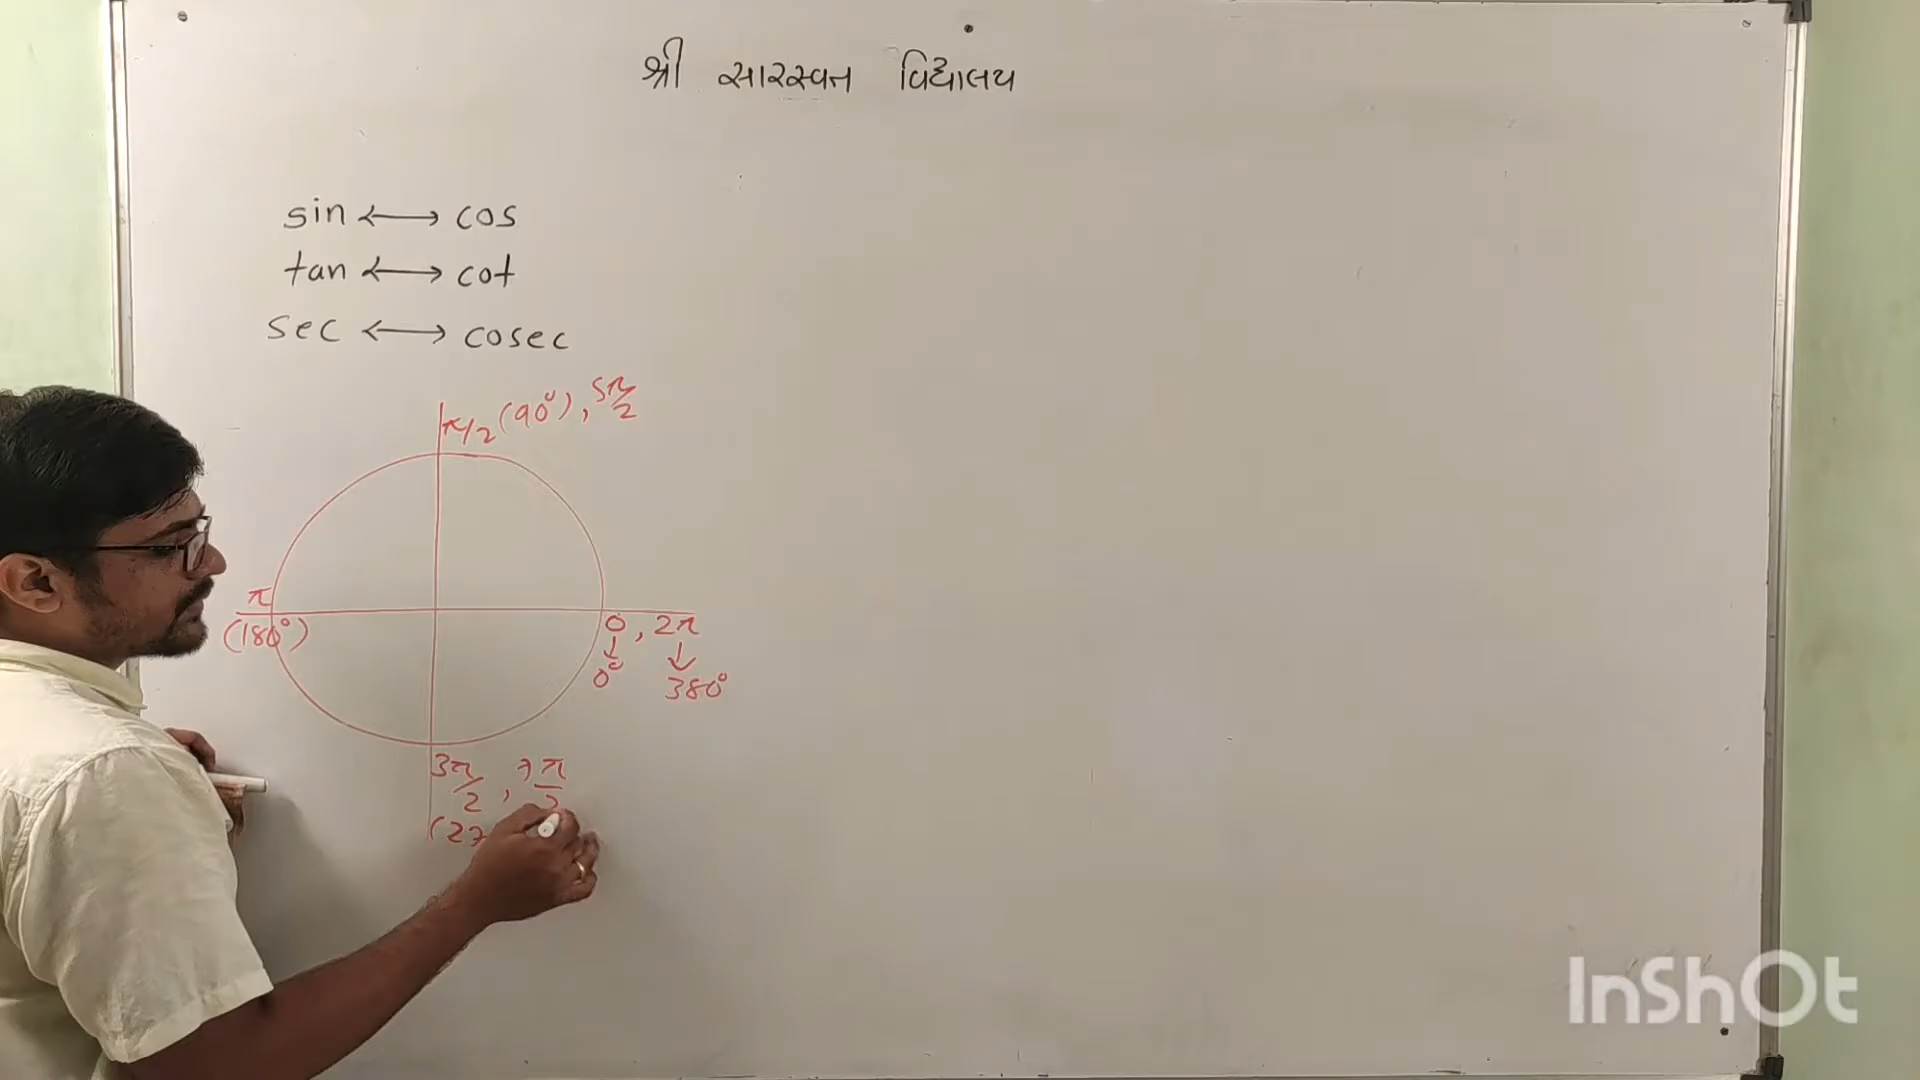 શ્રી સારસ્વત વિદ્યાલય
sin ⟷ cos
tan ⟷ cot
sec ⟷ cosec
π/2 (90°), 5π/2
π
(180°)
0, 2π
↓ ↓
0° 380°
3π/2, 7π/2
(27
InShOt